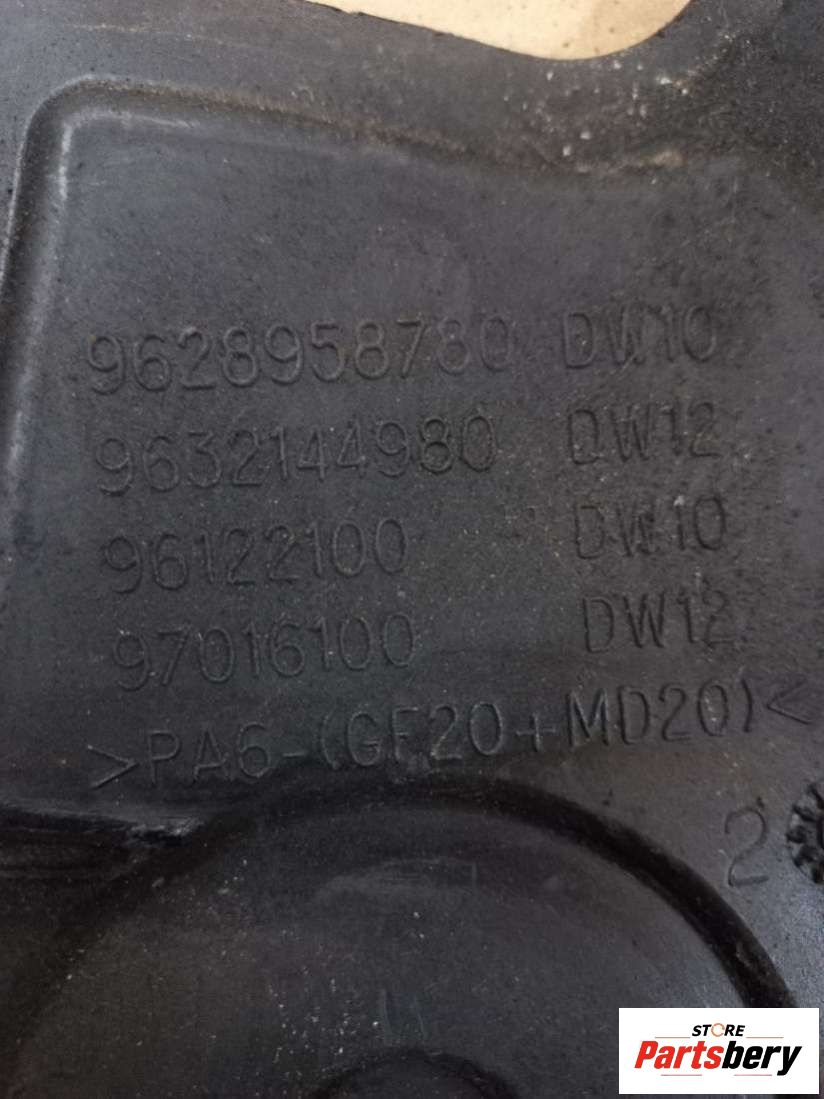 9628958780 DW10
9632144980 DW12
96122100 DW10
97016100 DW12
>PA6-(GF20+MD20)<
2
STORE
Partsbery